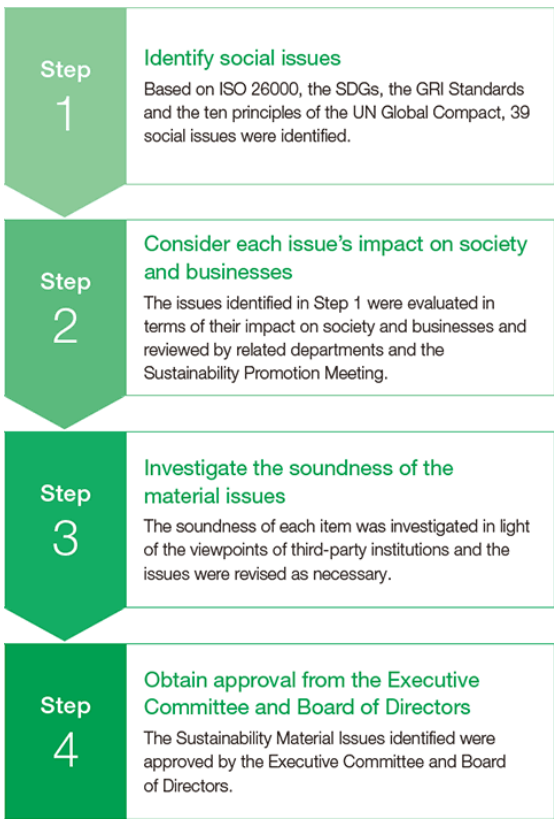 Step
1
Identify social issues
Based on ISO 26000, the SDGs, the GRI Standards
and the ten principles of the UN Global Compact, 39
social issues were identified.
Step
2
Consider each issue's impact on society
and businesses
The issues identified in Step 1 were evaluated in
terms of their impact on society and businesses and
reviewed by related departments and the
Sustainability Promotion Meeting.
Step
3
Investigate the soundness of the
material issues
The soundness of each item was investigated in light
of the viewpoints of third-party institutions and the
issues were revised as necessary.
Step
4
Obtain approval from the Executive
Committee and Board of Directors
The Sustainability Material Issues identified were
approved by the Executive Committee and Board
of Directors.